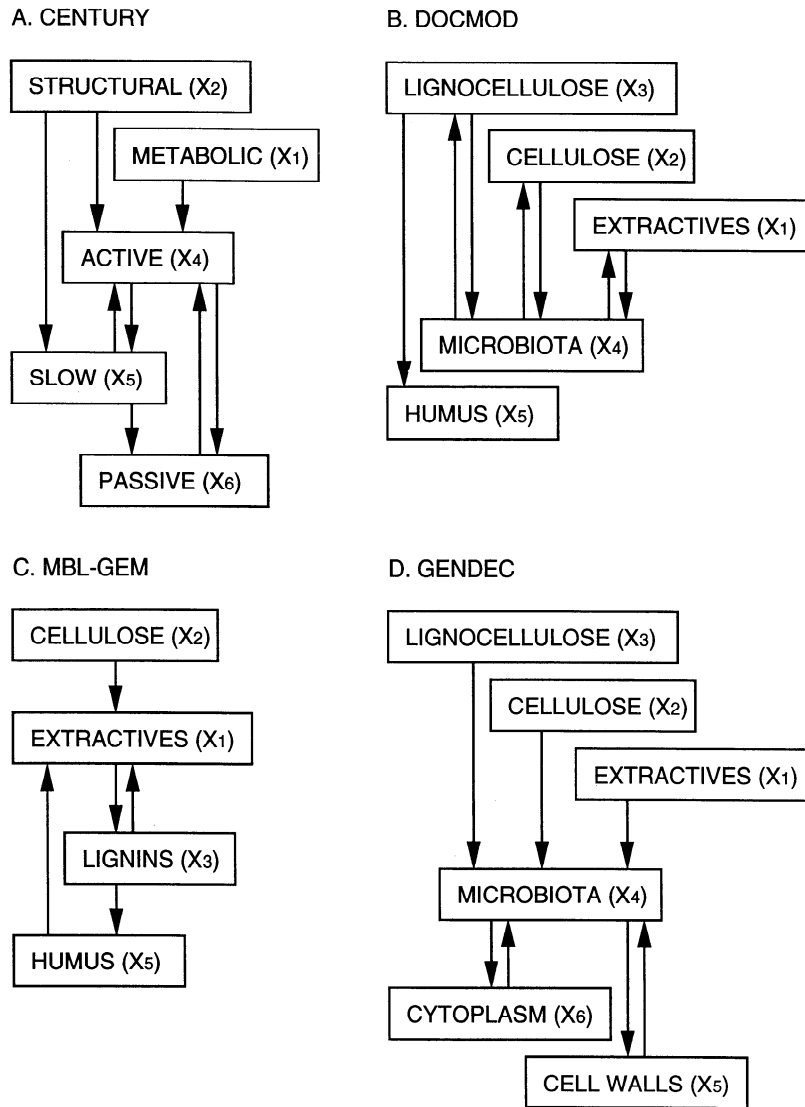 A. CENTURY
STRUCTURAL (X2)
METABOLIC (X1)
ACTIVE (X4)
SLOW (X5)
PASSIVE (X6)
B. DOCMOD
LIGNOCELLULOSE (X3)
CELLULOSE (X2)
EXTRACTIVES (X1)
MICROBIOTA (X4)
HUMUS (X5)
C. MBL-GEM
CELLULOSE (X2)
EXTRACTIVES (X1)
LIGNINS (X3)
HUMUS (X5)
D. GENDEC
LIGNOCELLULOSE (X3)
CELLULOSE (X2)
EXTRACTIVES (X1)
MICROBIOTA (X4)
CYTOPLASM (X6)
CELL WALLS (X5)